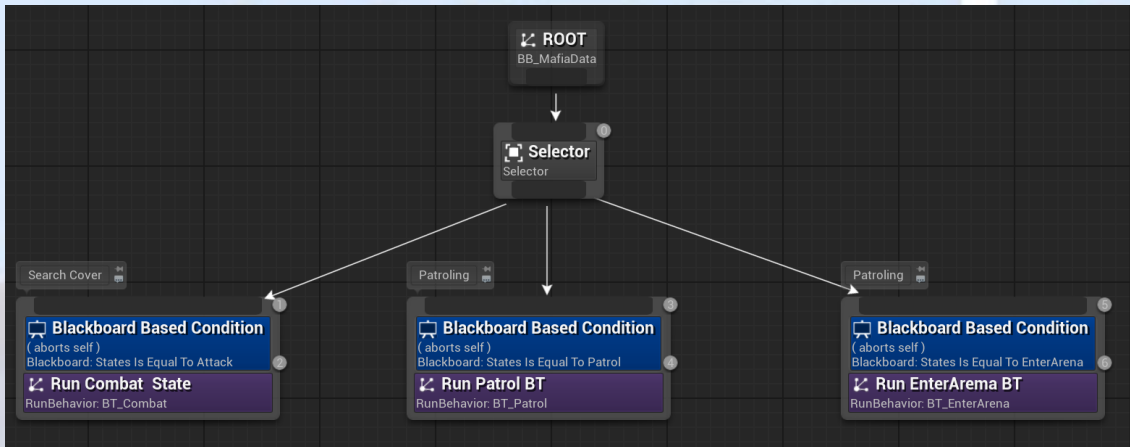 ROOT
BB_MafiaData
0
Selector
Selector
Search Cover
Patroling
Patroling
1
3
5
Blackboard Based Condition
( aborts self )
Blackboard: States Is Equal To Attack
2
Run Combat State
RunBehavior: BT_Combat
Blackboard Based Condition
( aborts self )
Blackboard: States Is Equal To Patrol
4
Run Patrol BT
RunBehavior: BT_Patrol
Blackboard Based Condition
( aborts self )
Blackboard: States Is Equal To EnterArena
6
Run EnterArema BT
RunBehavior: BT_EnterArena